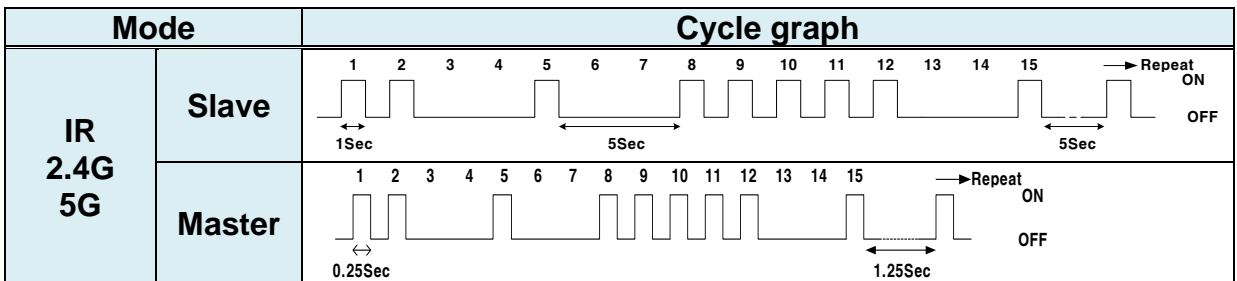 Mode Cycle graph
IR
2.4G
5G
Slave
1 2 3 4 5 6 7 8 9 10 11 12 13 14 15 Repeat
ON
OFF
1Sec 5Sec 5Sec
Master
1 2 3 4 5 6 7 8 9 10 11 12 13 14 15 Repeat
ON
OFF
0.25Sec 1.25Sec